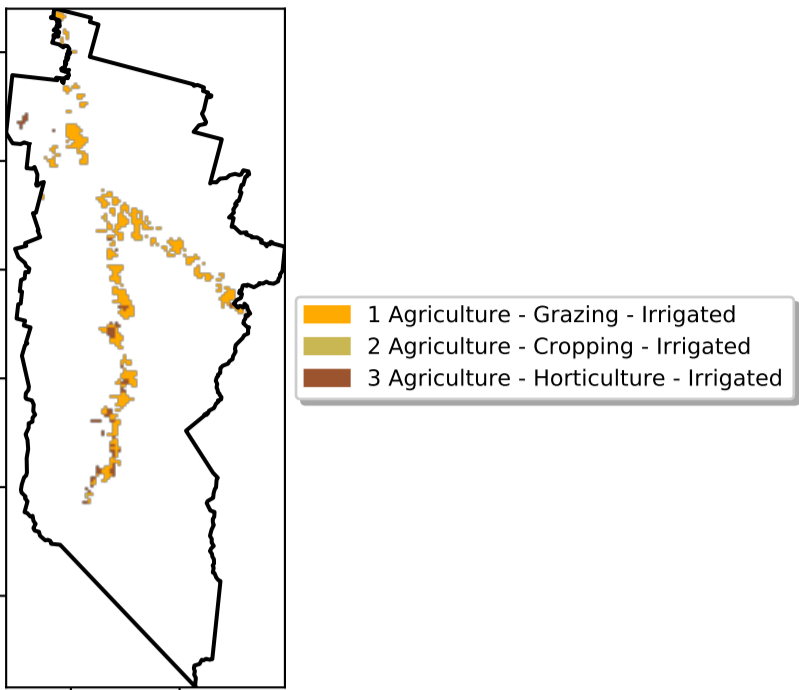 1 Agriculture - Grazing - Irrigated
2 Agriculture - Cropping - Irrigated
3 Agriculture - Horticulture - Irrigated